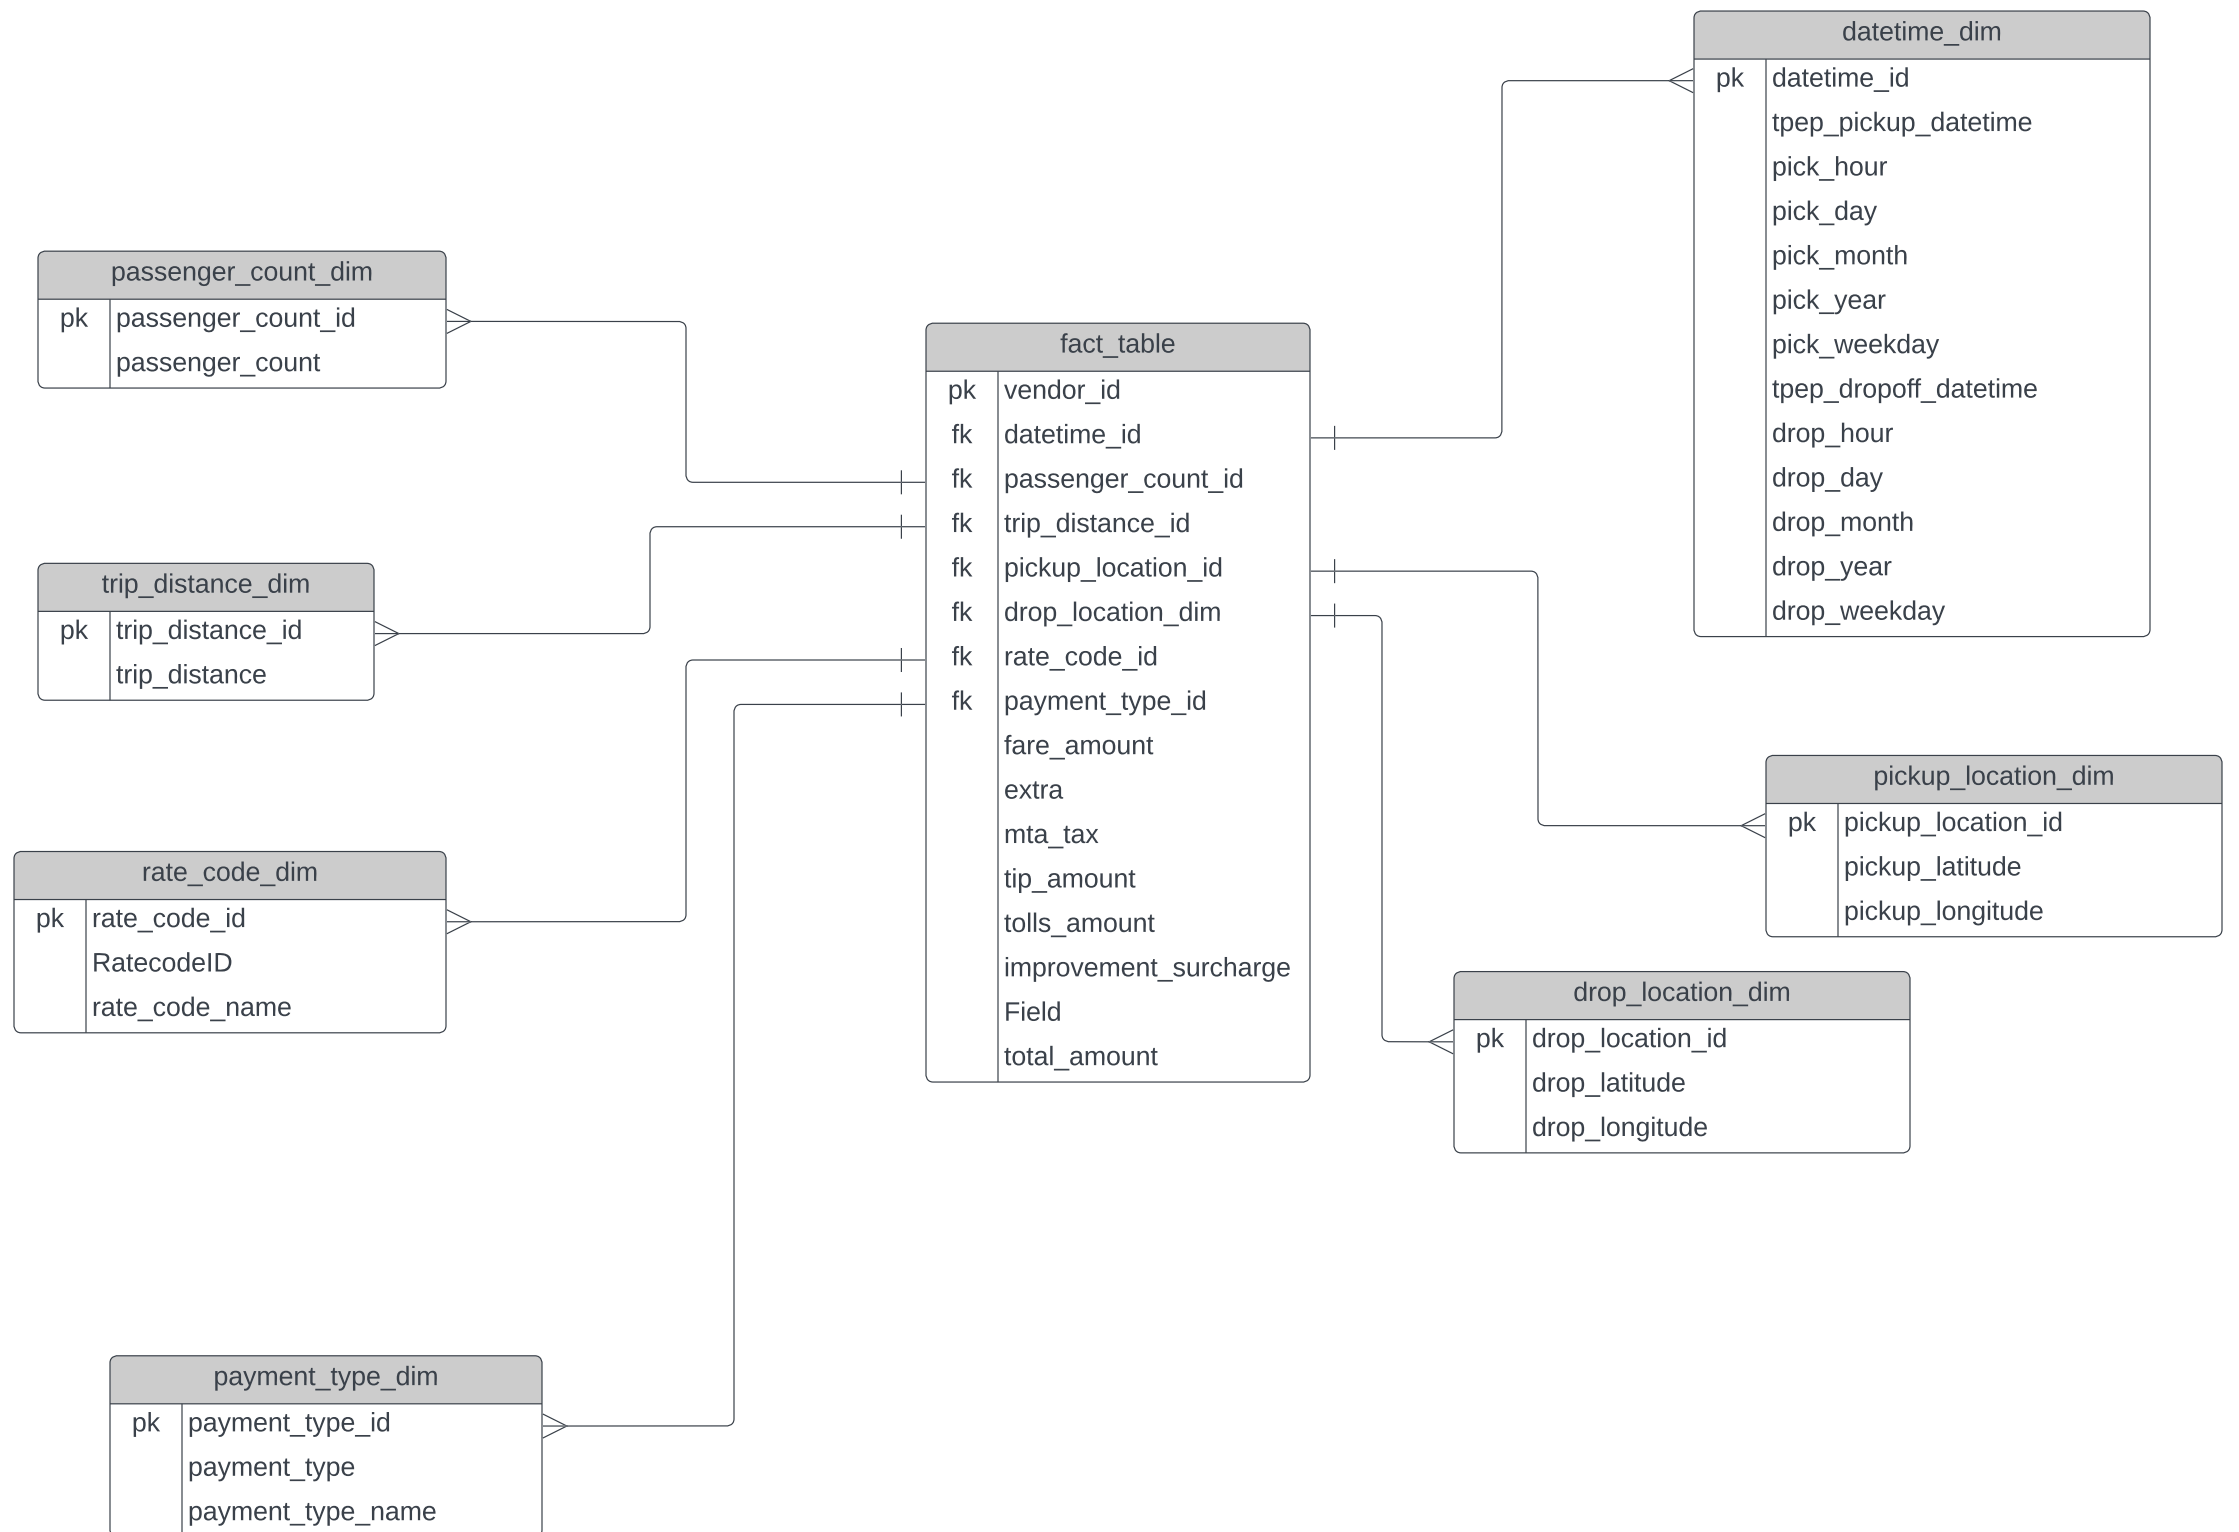 datetime_dim
pk datetime_id
tpep_pickup_datetime
pick_hour
pick_day
pick_month
pick_year
pick_weekday
tpep_dropoff_datetime
drop_hour
drop_day
drop_month
drop_year
drop_weekday
passenger_count_dim
pk passenger_count_id
passenger_count
fact_table
pk vendor_id
fk datetime_id
fk passenger_count_id
fk trip_distance_id
fk pickup_location_id
fk drop_location_dim
fk rate_code_id
fk payment_type_id
fare_amount
extra
mta_tax
tip_amount
tolls_amount
improvement_surcharge
Field
total_amount
trip_distance_dim
pk trip_distance_id
trip_distance
pickup_location_dim
pk pickup_location_id
pickup_latitude
pickup_longitude
rate_code_dim
pk rate_code_id
RatecodeID
rate_code_name
drop_location_dim
pk drop_location_id
drop_latitude
drop_longitude
payment_type_dim
pk payment_type_id
payment_type
payment_type_name